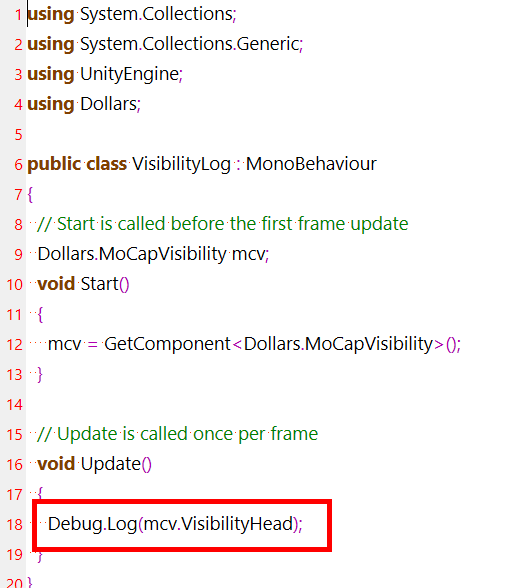 1 using System.Collections;
2 using System.Collections.Generic;
3 using UnityEngine;
4 using Dollars;
5
6 public class VisibilityLog : MonoBehaviour
7 {
8 // Start is called before the first frame update
9 Dollars.MoCapVisibility mcv;
10 void Start()
11 {
12 mcv = GetComponent<Dollars.MoCapVisibility>();
13 }
14
15 // Update is called once per frame
16 void Update()
17 {
18 Debug.Log(mcv.VisibilityHead);
19 }
20 }